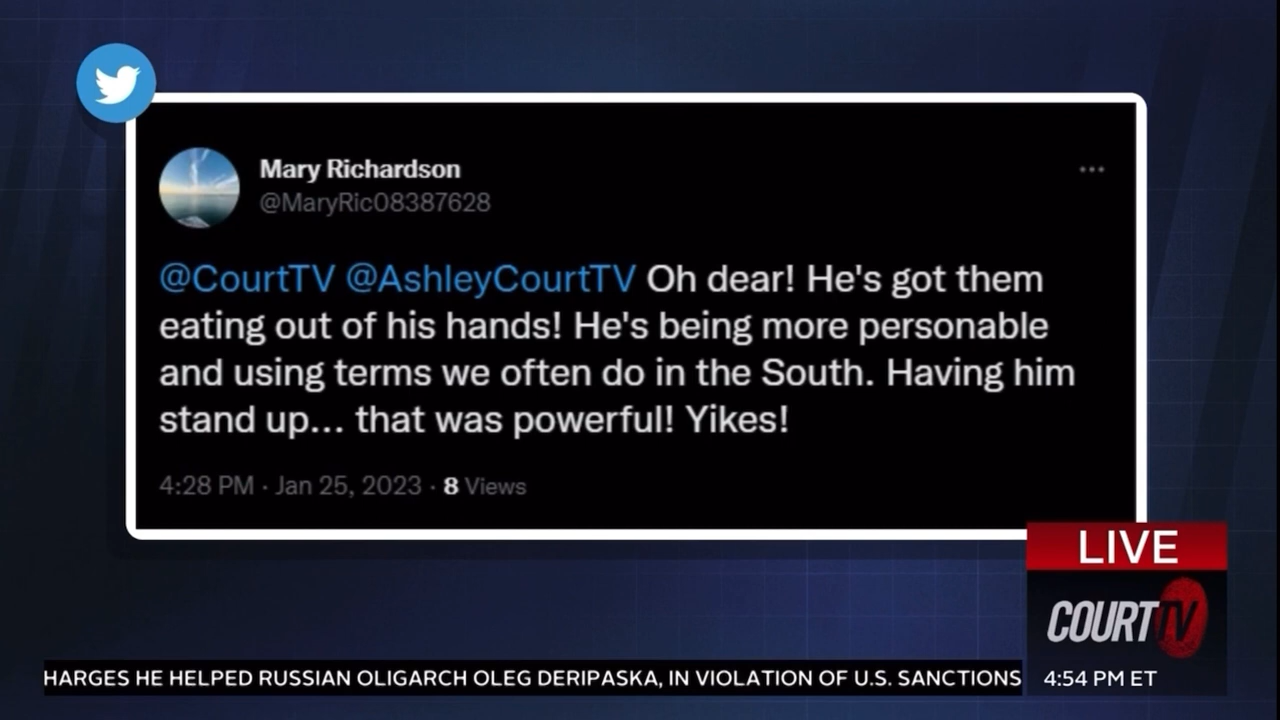 Mary Richardson
@MaryRic08387628
@CourtTV @AshleyCourtTV Oh dear! He's got them
eating out of his hands! He's being more personable
and using terms we often do in the South. Having him
stand up... that was powerful! Yikes!
4:28 PM · Jan 25, 2023 · 8 Views
LIVE
COURT TV
HARGES HE HELPED RUSSIAN OLIGARCH OLEG DERIPASKA, IN VIOLATION OF U.S. SANCTIONS
4:54 PM ET